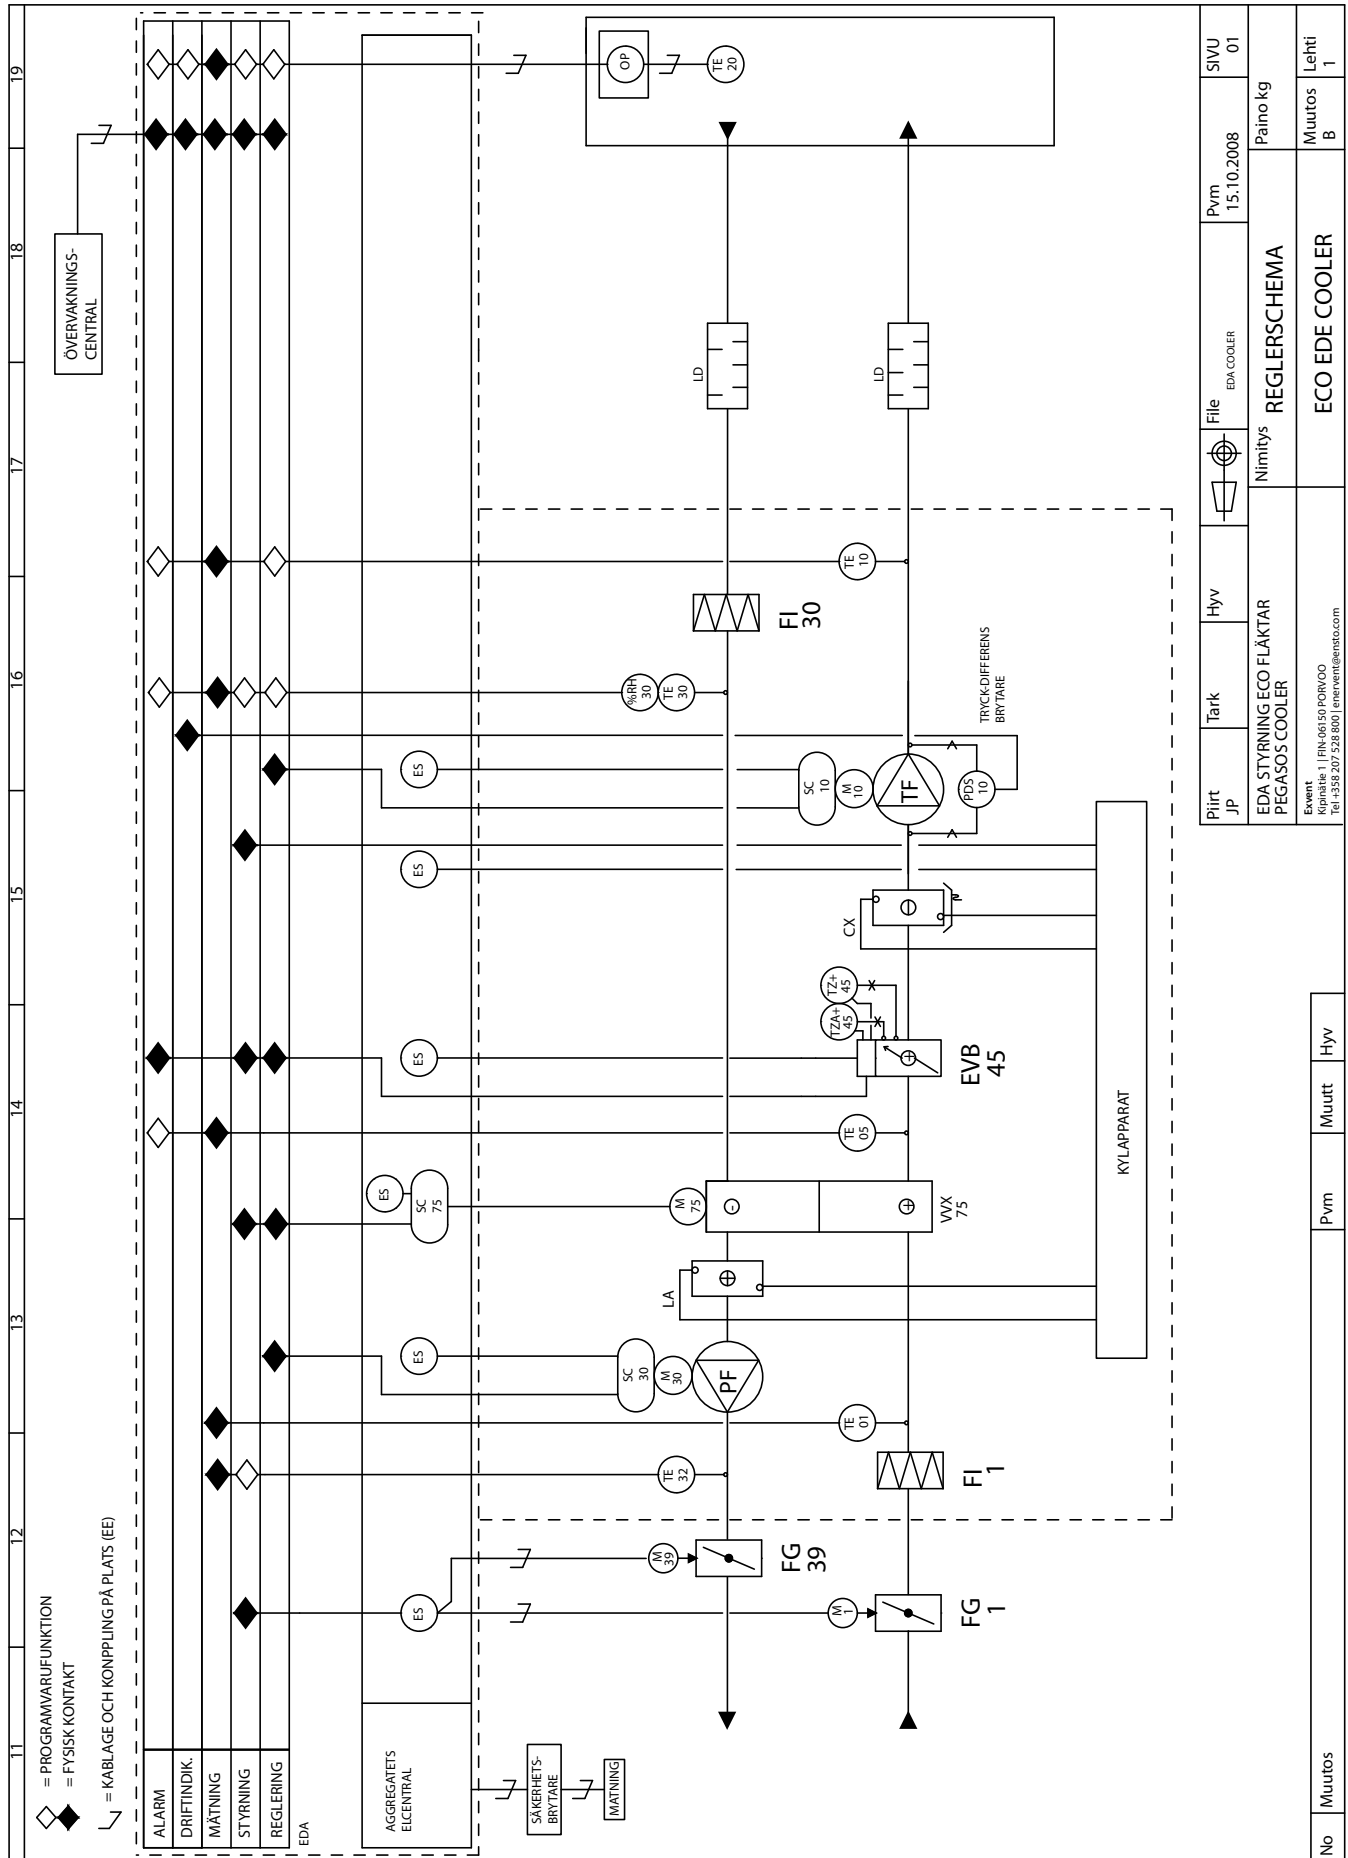 11
12
13
14
15
16
17
18
19
= PROGRAMVARUFUNKTION
= FYSISK KONTAKT
= KABLAGE OCH KONPPLING PÅ PLATS (EE)
ÖVERVAKNINGS-
CENTRAL
ALARM
DRIFTINDIK.
MÄTNING
STYRNING
REGLERING
EDA
AGGREGATETS
ELCENTRAL
SÄKERHETS-
BRYTARE
MATNING
ES
ES
ES
SC
75
ES
ES
ES
OP
TE
20
M
39
FG
39
TE
32
SC
30
M
30
PF
LA
M
75
-
+
VVX
75
%RH
30
TE
30
FI
30
LD
M
1
FG
1
FI
1
TE
01
TE
05
TZA+
45
TZ+
45
EVB
45
CX
SC
10
M
10
TF
PDS
10
TRYCK-DIFFERENS
BRYTARE
TE
10
LD
KYLAPPARAT
No
Muutos
Pvm
Muutt
Hyv
Piirt
JP
Tark
Hyv
File
EDA COOLER
Pvm
15.10.2008
SIVU
01
EDA STYRNING ECO FLÄKTAR
PEGASOS COOLER
Nimitys
REGLERSCHEMA
Paino kg
Exvent
Kipinätie 1 | FIN-06150 PORVOO
Tel +358 207 528 800 | enervent@ensto.com
ECO EDE COOLER
Muutos
B
Lehti
1